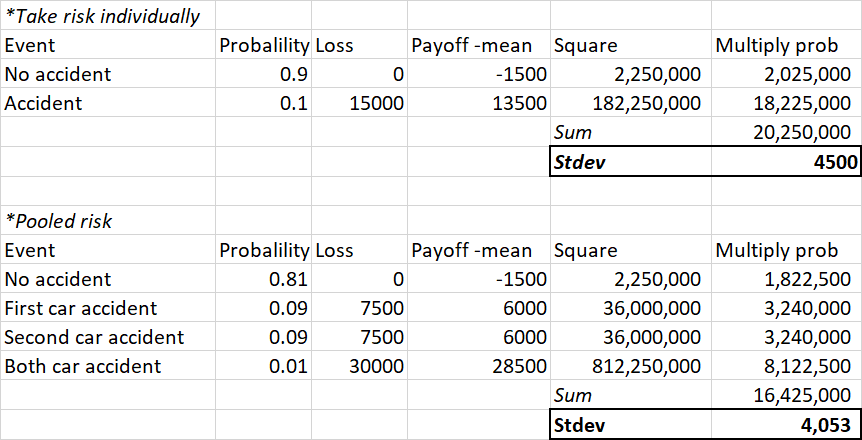 *Take risk individually
Event Probalility Loss Payoff -mean Square Multiply prob
No accident 0.9 0 -1500 2,250,000 2,025,000
Accident 0.1 15000 13500 182,250,000 18,225,000
Sum 20,250,000
Stdev 4500
*Pooled risk
Event Probalility Loss Payoff -mean Square Multiply prob
No accident 0.81 0 -1500 2,250,000 1,822,500
First car accident 0.09 7500 6000 36,000,000 3,240,000
Second car accident 0.09 7500 6000 36,000,000 3,240,000
Both car accident 0.01 30000 28500 812,250,000 8,122,500
Sum 16,425,000
Stdev 4,053